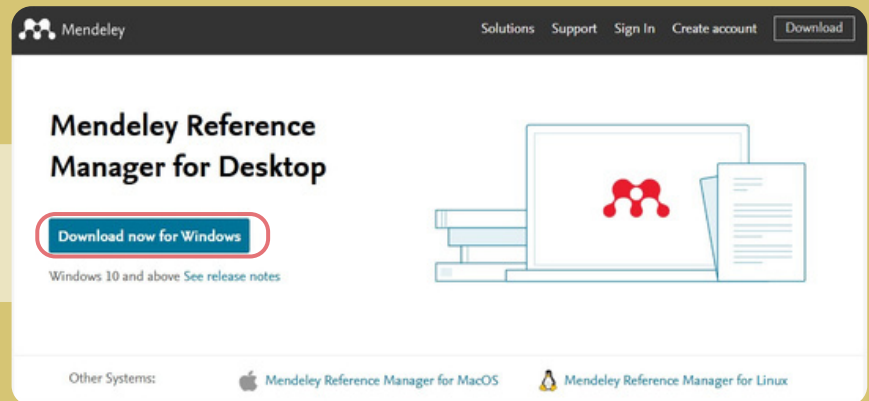 Mendeley
Solutions Support Sign In Create account Download
Mendeley Reference
Manager for Desktop
Download now for Windows
Windows 10 and above See release notes
Other Systems: Mendeley Reference Manager for MacOS Mendeley Reference Manager for Linux